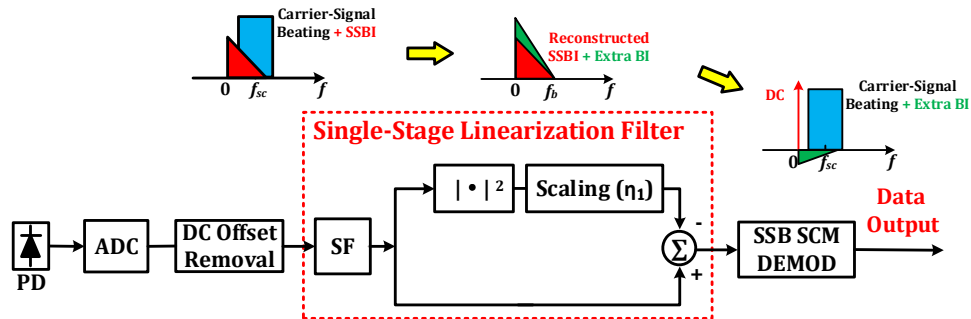 Carrier-Signal
Beating + SSBI
0
fsc
f
Reconstructed
SSBI + Extra BI
0
fb
f
DC
Carrier-Signal
Beating + Extra BI
0
fsc
f
Single-Stage Linearization Filter
| • | ²
Scaling (η₁)
-
Data
Output
PD
ADC
DC Offset
Removal
SF
Σ
+
SSB SCM
DEMOD